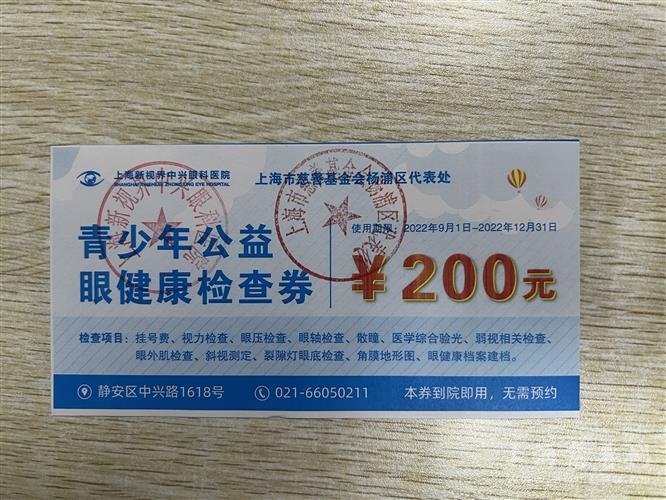 上海新视界中兴眼科医院
SHANGHAI XINSHIJIE ZHONGXING EYE HOSPITAL
上海市慈善基金会杨浦区代表处
青少年公益
眼健康检查券
使用期限：2022年9月1日-2022年12月31日
￥200元
检查项目：挂号费、视力检查、眼压检查、眼轴检查、散瞳、医学综合验光、弱视相关检查、
眼外肌检查、斜视测定、裂隙灯眼底检查、角膜地形图、眼健康档案建档。
静安区中兴路1618号
021-66050211
本券到院即用，无需预约